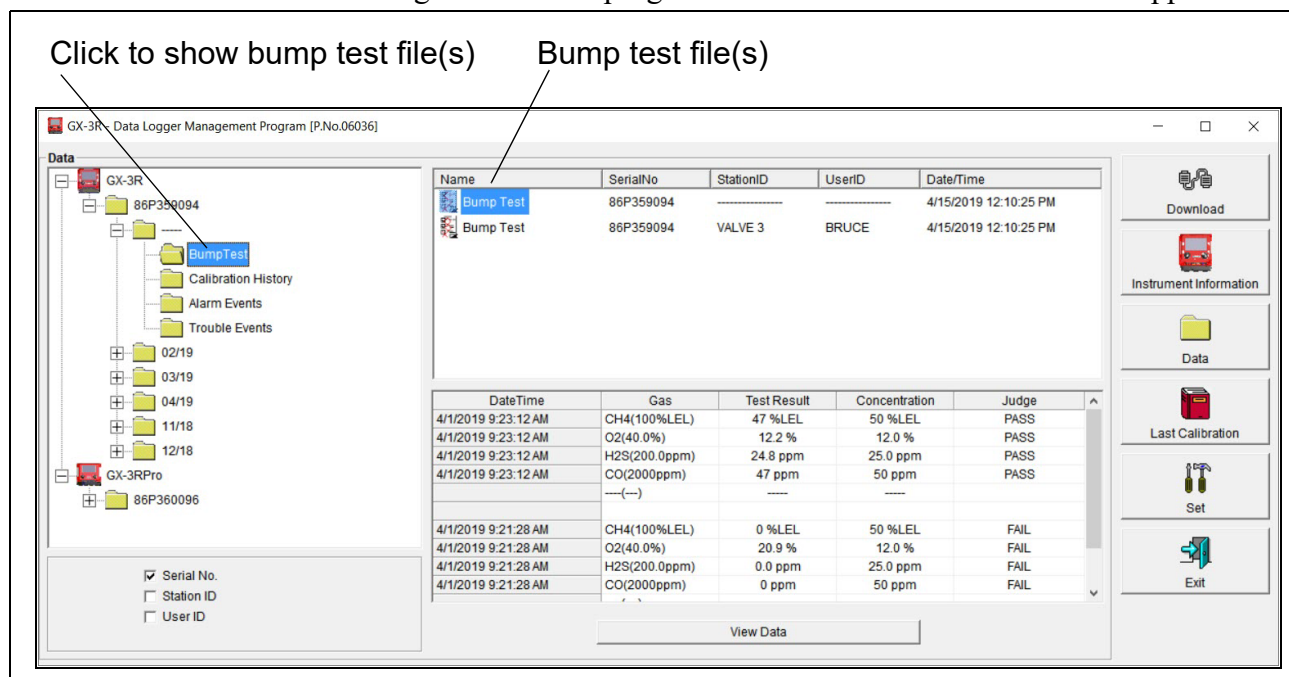 Click to show bump test file(s) Bump test file(s)
GX-3R - Data Logger Management Program [P.No.06036]
Data
GX-3R
86P359094
-----
BumpTest
Calibration History
Alarm Events
Trouble Events
02/19
03/19
04/19
11/18
12/18
GX-3RPro
86P360096
Serial No.
Station ID
User ID
Name SerialNo StationID UserID Date/Time
Bump Test 86P359094 ---------------- ---------------- 4/15/2019 12:10:25 PM
Bump Test 86P359094 VALVE 3 BRUCE 4/15/2019 12:10:25 PM
DateTime Gas Test Result Concentration Judge
4/1/2019 9:23:12 AM CH4(100%LEL) 47 %LEL 50 %LEL PASS
4/1/2019 9:23:12 AM O2(40.0%) 12.2 % 12.0 % PASS
4/1/2019 9:23:12 AM H2S(200.0ppm) 24.8 ppm 25.0 ppm PASS
4/1/2019 9:23:12 AM CO(2000ppm) 47 ppm 50 ppm PASS
----(---) ----- -----
4/1/2019 9:21:28 AM CH4(100%LEL) 0 %LEL 50 %LEL FAIL
4/1/2019 9:21:28 AM O2(40.0%) 20.9 % 12.0 % FAIL
4/1/2019 9:21:28 AM H2S(200.0ppm) 0.0 ppm 25.0 ppm FAIL
4/1/2019 9:21:28 AM CO(2000ppm) 0 ppm 50 ppm FAIL
View Data
Download
Instrument Information
Data
Last Calibration
Set
Exit